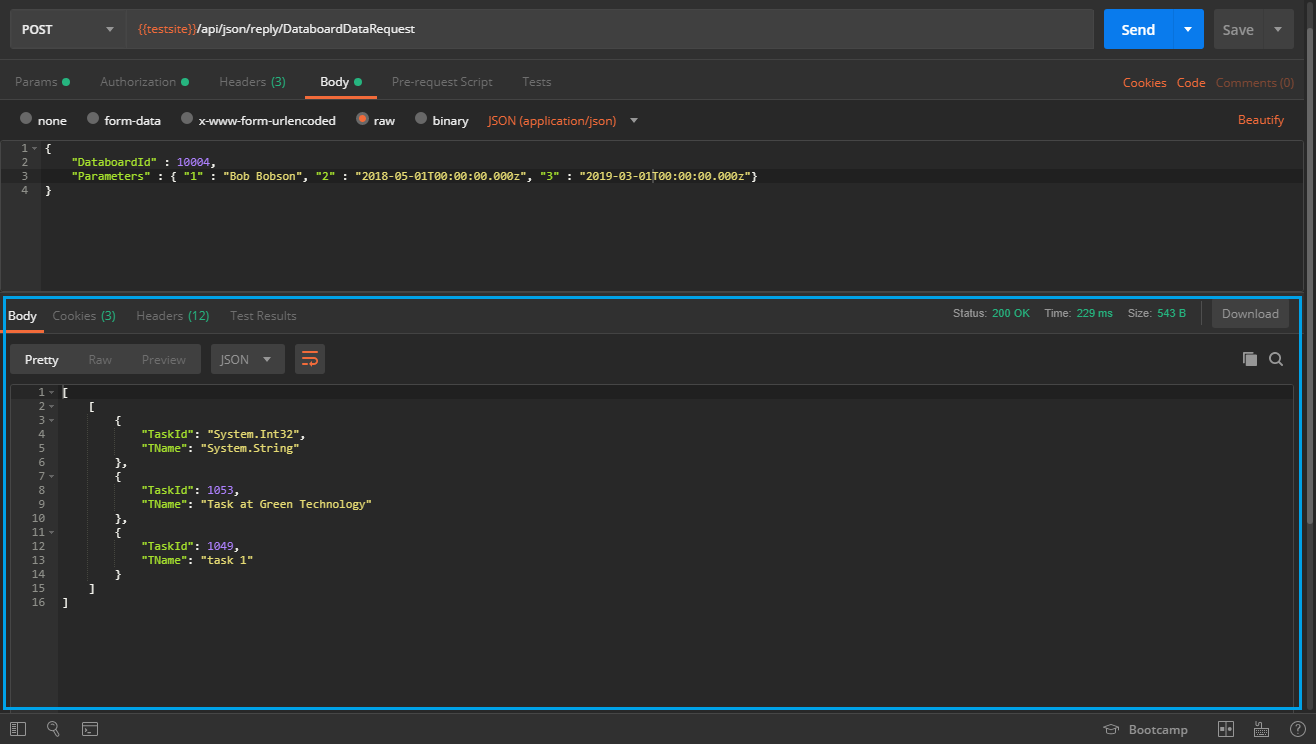 POST {{testsite}}/api/json/reply/DataboardDataRequest Send Save
Params Authorization Headers (3) Body Pre-request Script Tests Cookies Code Comments (0)
none form-data x-www-form-urlencoded raw binary JSON (application/json) Beautify
1 {
2 "DataboardId" : 10004,
3 "Parameters" : { "1" : "Bob Bobson", "2" : "2018-05-01T00:00:00.000z", "3" : "2019-03-01T00:00:00.000z"}
4 }
Body Cookies (3) Headers (12) Test Results Status: 200 OK Time: 229 ms Size: 543 B Download
Pretty Raw Preview JSON
1 [
2 [
3 {
4 "TaskId": "System.Int32",
5 "TName": "System.String"
6 },
7 {
8 "TaskId": 1053,
9 "TName": "Task at Green Technology"
10 },
11 {
12 "TaskId": 1049,
13 "TName": "task 1"
14 }
15 ]
16 ]
Bootcamp